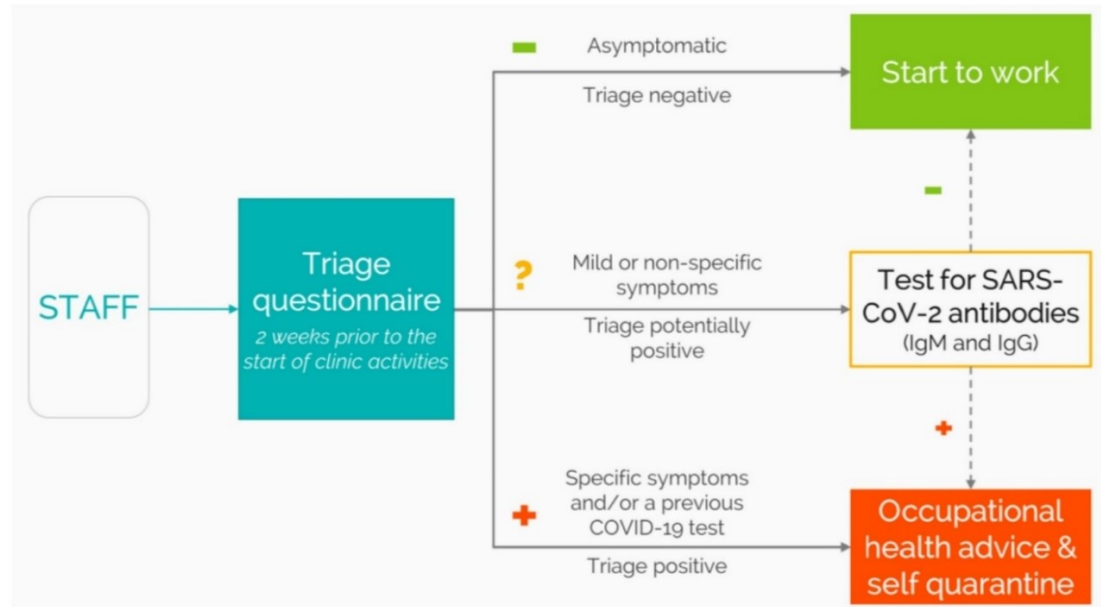 STAFF
Triage
questionnaire
2 weeks prior to the
start of clinic activities
-
Asymptomatic
Triage negative
Start to work
-
?
Mild or non-specific
symptoms
Triage potentially
positive
Test for SARS-
CoV-2 antibodies
(IgM and IgG)
+
+
Specific symptoms
and/or a previous
COVID-19 test
Triage positive
Occupational
health advice &
self quarantine